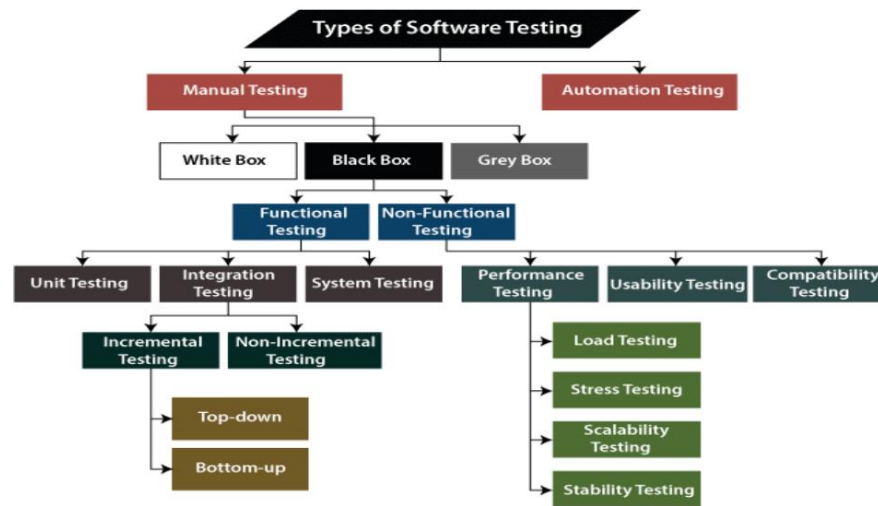 Types of Software Testing
Manual Testing
Automation Testing
White Box
Black Box
Grey Box
Functional
Testing
Non-Functional
Testing
Unit Testing
Integration
Testing
System Testing
Performance
Testing
Usability Testing
Compatibility
Testing
Incremental
Testing
Non-Incremental
Testing
Load Testing
Stress Testing
Scalability
Testing
Stability Testing
Top-down
Bottom-up